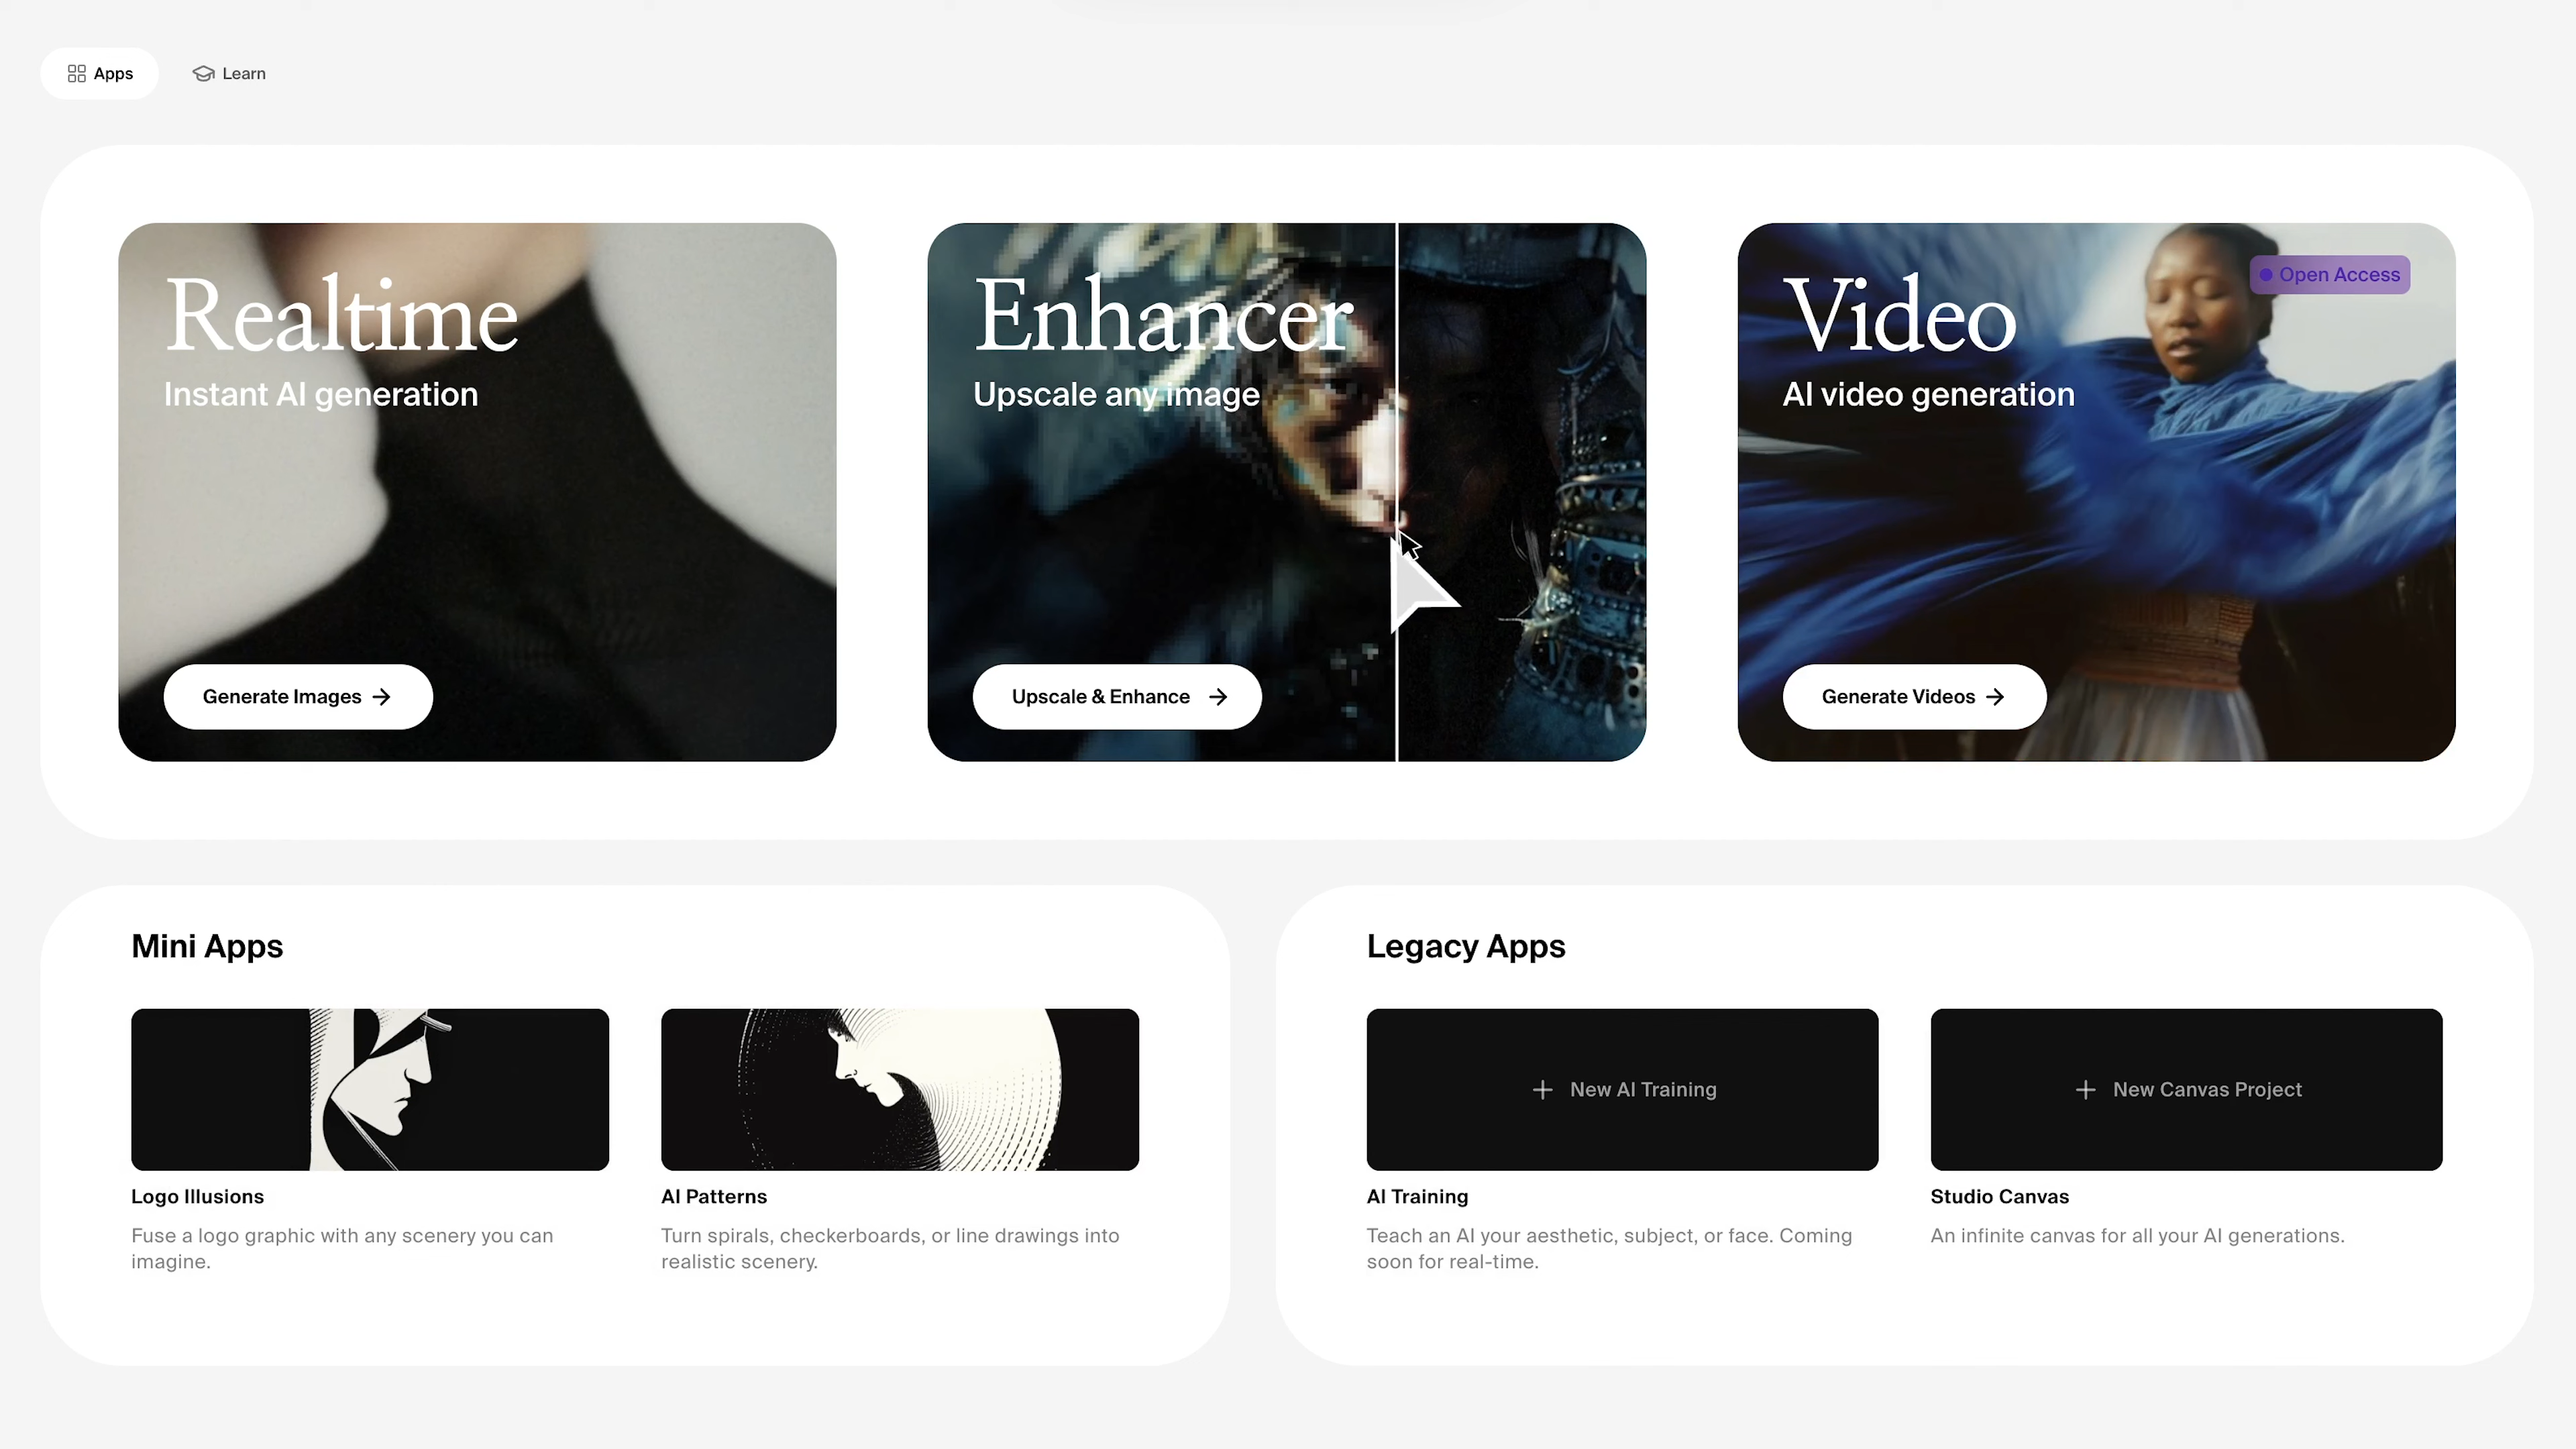 Apps
Learn
Realtime
Instant AI generation
Generate Images
Enhancer
Upscale any image
Upscale & Enhance
Video
Open Access
AI video generation
Generate Videos
Mini Apps
Logo Illusions
Fuse a logo graphic with any scenery you can
imagine.
AI Patterns
Turn spirals, checkerboards, or line drawings into
realistic scenery.
Legacy Apps
New AI Training
AI Training
Teach an AI your aesthetic, subject, or face. Coming
soon for real-time.
New Canvas Project
Studio Canvas
An infinite canvas for all your AI generations.